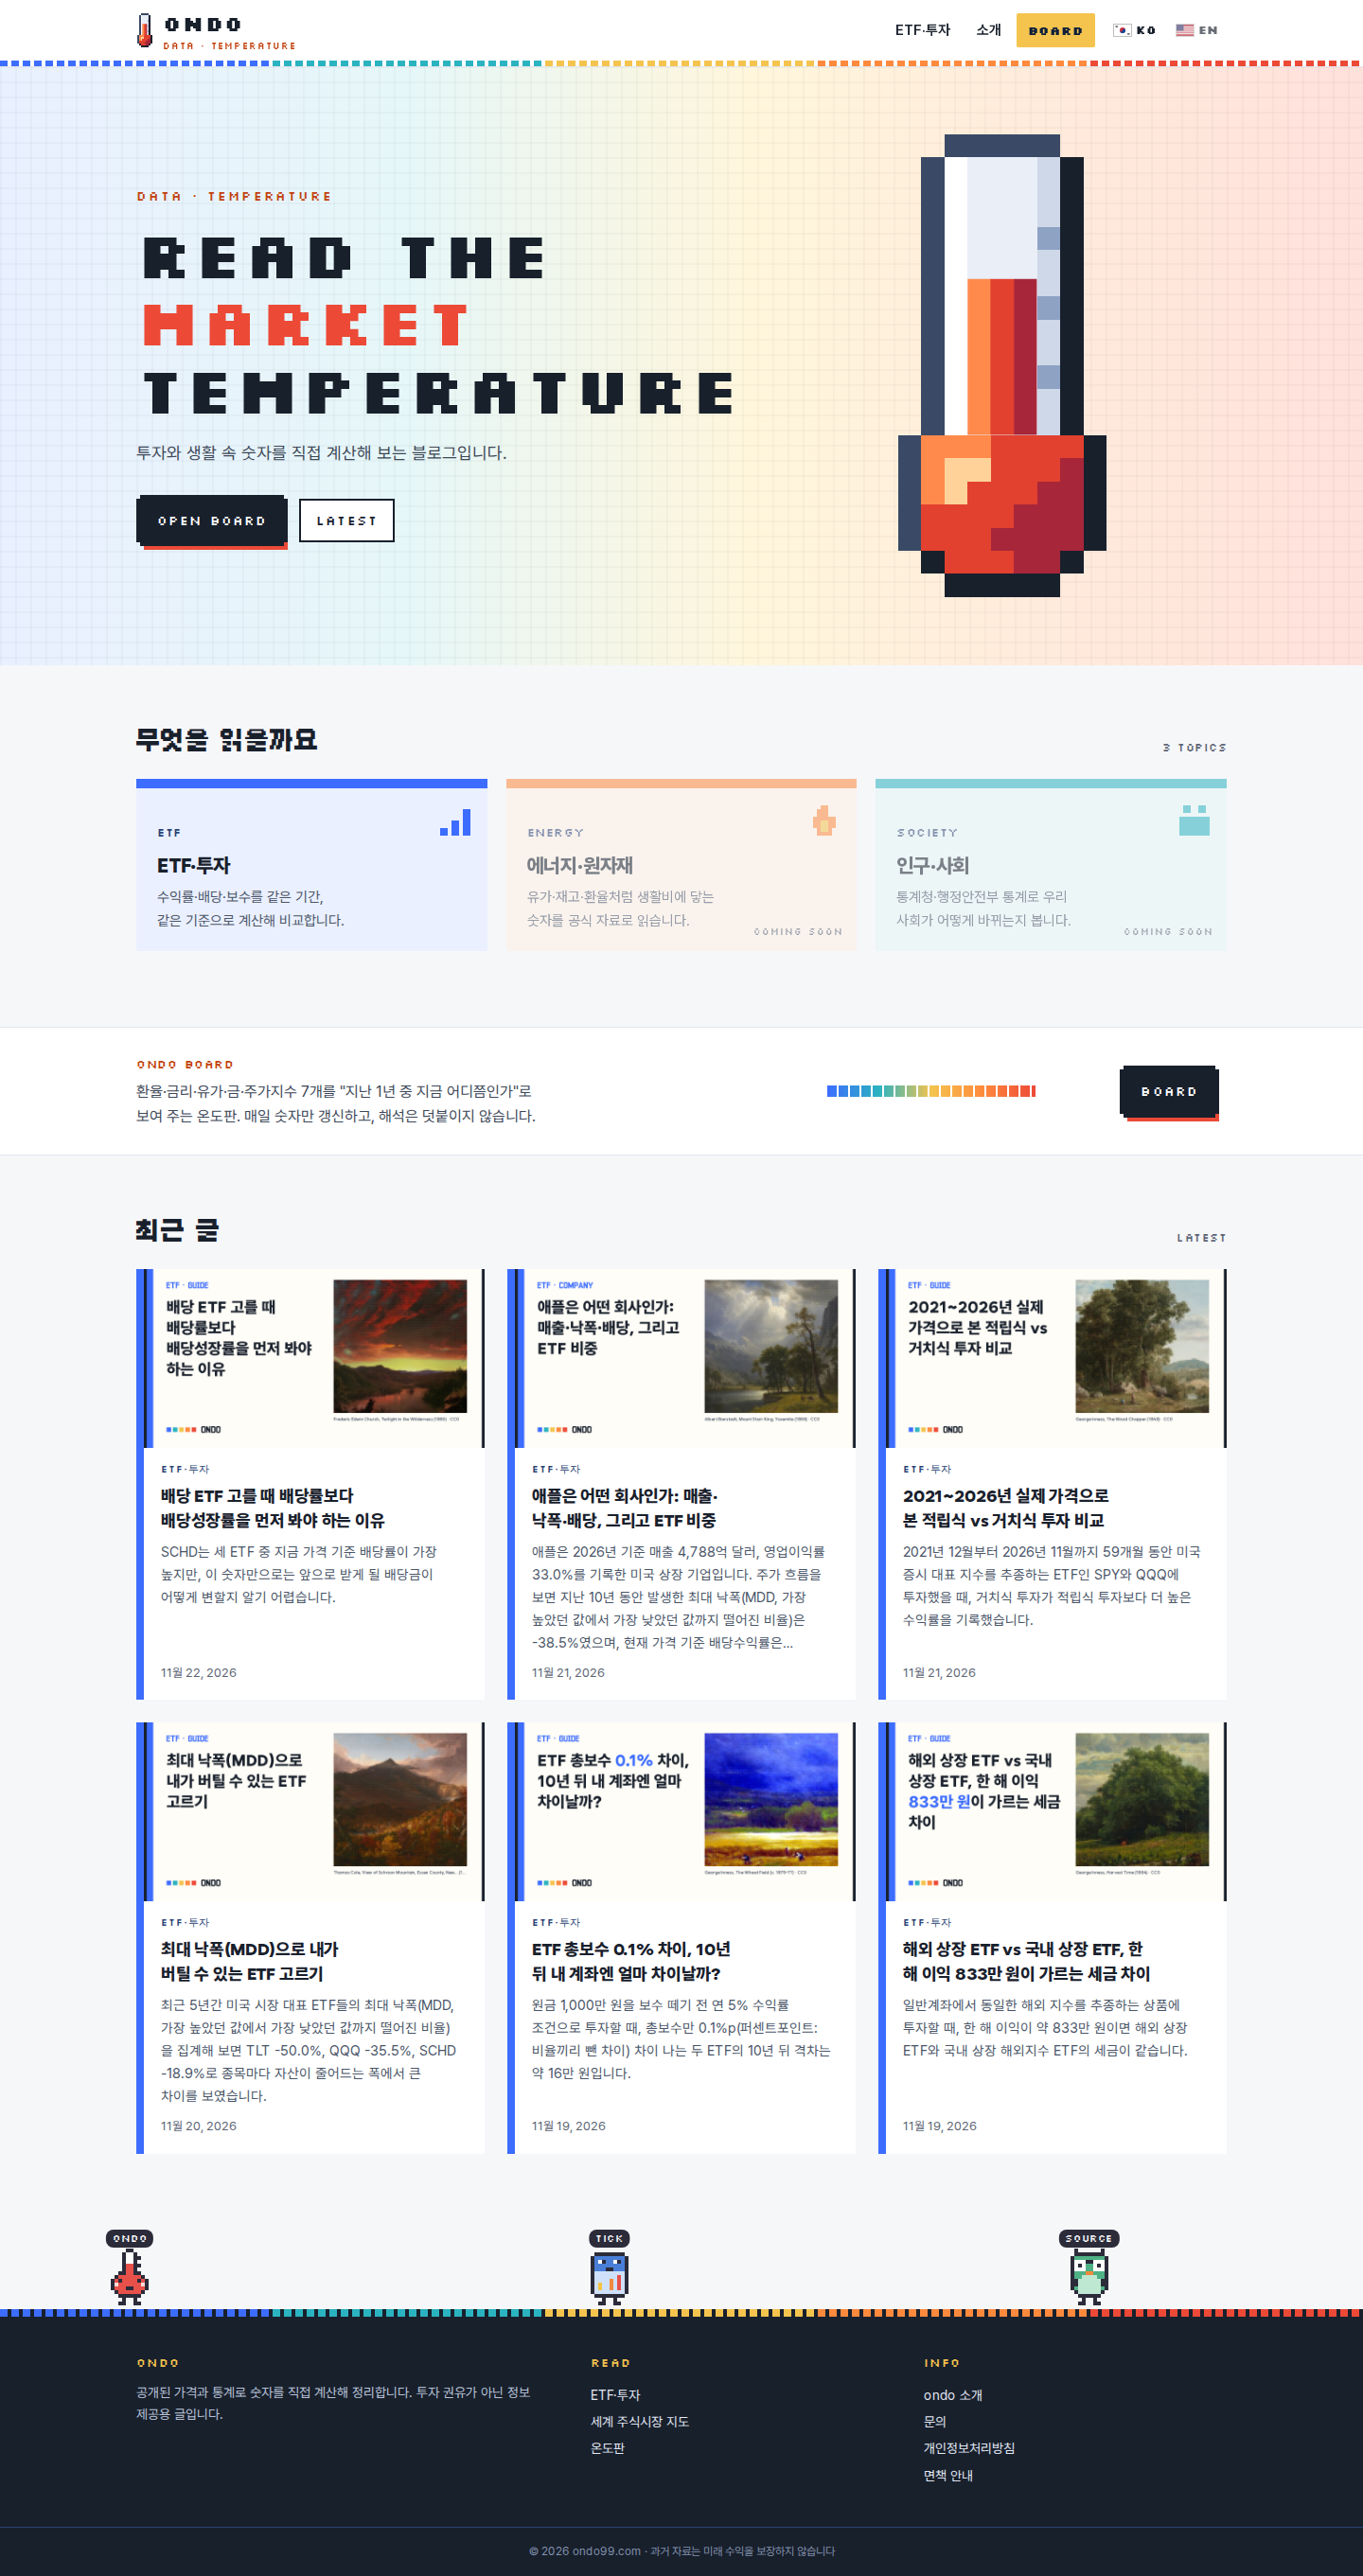 ONDO
DATA · TEMPERATURE
ETF·투자
소개
BOARD
KO
EN
DATA · TEMPERATURE
READ THE
MARKET
TEMPERATURE
투자와 생활 속 숫자를 직접 계산해 보는 블로그입니다.
OPEN BOARD
LATEST
무엇을 읽을까요
3 TOPICS
ETF
ETF·투자
수익률·배당·보수를 같은 기간,
같은 기준으로 계산해 비교합니다.
ENERGY
에너지·원자재
유가·재고·환율처럼 생활비에 닿는
숫자를 공식 자료로 읽습니다.
COMING SOON
SOCIETY
인구·사회
통계청·행정안전부 통계로 우리
사회가 어떻게 바뀌는지 봅니다.
COMING SOON
ONDO BOARD
환율·금리·유가·금·주가지수 7개를 "지난 1년 중 지금 어디쯤인가"로
보여 주는 온도판. 매일 숫자만 갱신하고, 해석은 덧붙이지 않습니다.
BOARD
최근 글
LATEST
ETF · GUIDE
배당 ETF 고를 때
배당률보다
배당성장률을 먼저 봐야
하는 이유
ONDO
ETF·투자
배당 ETF 고를 때 배당률보다
배당성장률을 먼저 봐야 하는 이유
SCHD는 세 ETF 중 지금 가격 기준 배당률이 가장
높지만, 이 숫자만으로는 앞으로 받게 될 배당금이
어떻게 변할지 알기 어렵습니다.
11월 22, 2026
ETF · COMPANY
애플은 어떤 회사인가:
매출·낙폭·배당, 그리고
ETF 비중
ONDO
ETF·투자
애플은 어떤 회사인가: 매출·
낙폭·배당, 그리고 ETF 비중
애플은 2026년 기준 매출 4,788억 달러, 영업이익률
33.0%를 기록한 미국 상장 기업입니다. 주가 흐름을
보면 지난 10년 동안 발생한 최대 낙폭(MDD, 가장
높았던 값에서 가장 낮았던 값까지 떨어진 비율)은
-38.5%였으며, 현재 가격 기준 배당수익률은…
11월 21, 2026
ETF · GUIDE
2021~2026년 실제
가격으로 본 적립식 vs
거치식 투자 비교
ONDO
ETF·투자
2021~2026년 실제 가격으로
본 적립식 vs 거치식 투자 비교
2021년 12월부터 2026년 11월까지 59개월 동안 미국
증시 대표 지수를 추종하는 ETF인 SPY와 QQQ에
투자했을 때, 거치식 투자가 적립식 투자보다 더 높은
수익률을 기록했습니다.
11월 21, 2026
ETF · GUIDE
최대 낙폭(MDD)으로
내가 버틸 수 있는 ETF
고르기
ONDO
ETF·투자
최대 낙폭(MDD)으로 내가
버틸 수 있는 ETF 고르기
최근 5년간 미국 시장 대표 ETF들의 최대 낙폭(MDD,
가장 높았던 값에서 가장 낮았던 값까지 떨어진 비율)
을 집계해 보면 TLT -50.0%, QQQ -35.5%, SCHD
-18.9%로 종목마다 자산이 줄어드는 폭에서 큰
차이를 보였습니다.
11월 20, 2026
ETF · GUIDE
ETF 총보수 0.1% 차이,
10년 뒤 내 계좌엔 얼마
차이날까?
ONDO
ETF·투자
ETF 총보수 0.1% 차이, 10년
뒤 내 계좌엔 얼마 차이날까?
원금 1,000만 원을 보수 떼기 전 연 5% 수익률
조건으로 투자할 때, 총보수만 0.1%p(퍼센트포인트:
비율끼리 뺀 차이) 차이 나는 두 ETF의 10년 뒤 격차는
약 16만 원입니다.
11월 19, 2026
ETF · GUIDE
해외 상장 ETF vs 국내
상장 ETF, 한 해 이익
833만 원이 가르는 세금
차이
ONDO
ETF·투자
해외 상장 ETF vs 국내 상장 ETF, 한
해 이익 833만 원이 가르는 세금 차이
일반계좌에서 동일한 해외 지수를 추종하는 상품에
투자할 때, 한 해 이익이 약 833만 원이면 해외 상장
ETF와 국내 상장 해외지수 ETF의 세금이 같습니다.
11월 19, 2026
ONDO
TICK
SOURCE
ONDO
공개된 가격과 통계로 숫자를 직접 계산해 정리합니다. 투자 권유가 아닌 정보
제공용 글입니다.
READ
ETF·투자
세계 주식시장 지도
온도판
INFO
ondo 소개
문의
개인정보처리방침
면책 안내
© 2026 ondo99.com · 과거 자료는 미래 수익을 보장하지 않습니다